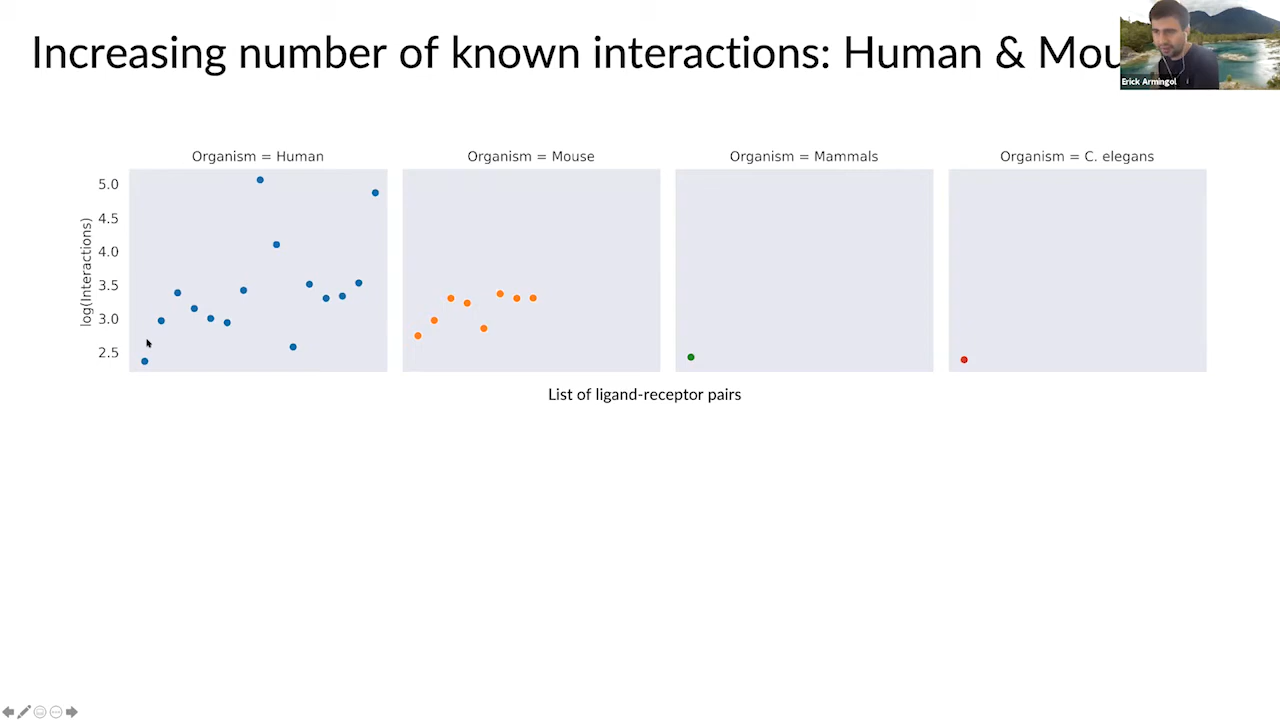 Increasing number of known interactions: Human & Mou
Erick Armingol
Organism = Human
Organism = Mouse
Organism = Mammals
Organism = C. elegans
log(Interactions)
5.0
4.5
4.0
3.5
3.0
2.5
List of ligand-receptor pairs